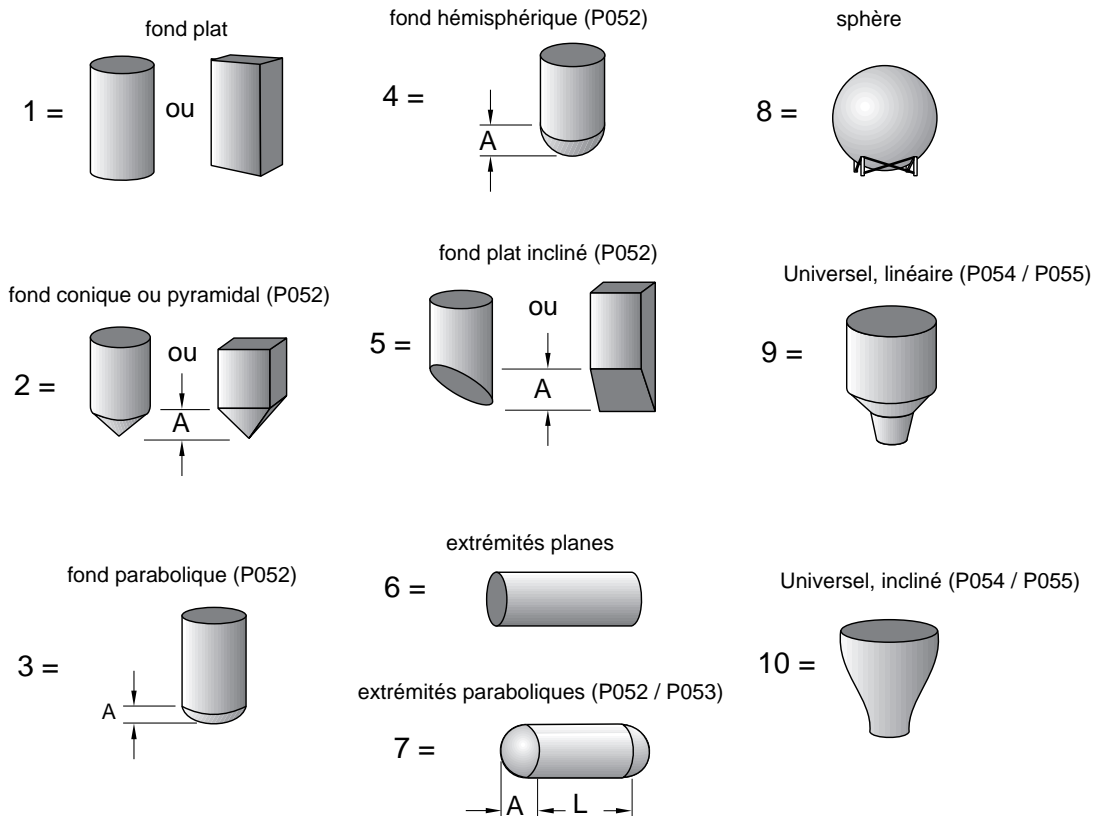 fond plat
1 =
ou
fond hémisphérique (P052)
4 =
A
sphère
8 =
fond conique ou pyramidal (P052)
2 =
ou
A
fond plat incliné (P052)
5 =
ou
A
Universel, linéaire (P054 / P055)
9 =
fond parabolique (P052)
3 =
A
extrémités planes
6 =
extrémités paraboliques (P052 / P053)
7 =
A
L
Universel, incliné (P054 / P055)
10 =